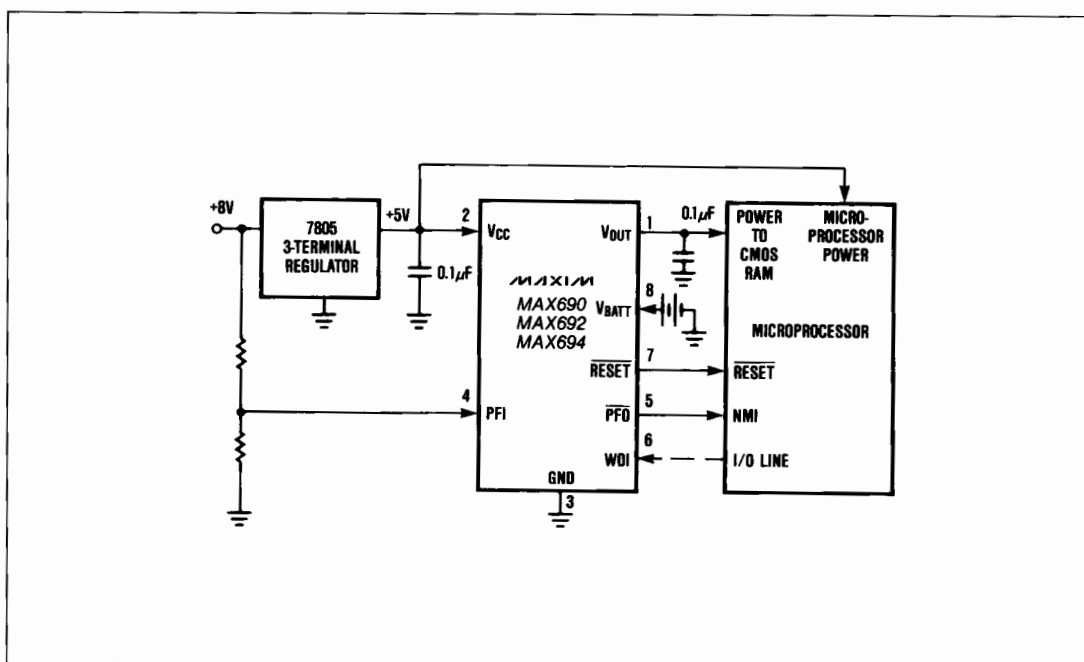 +8V
7805
3-TERMINAL
REGULATOR
+5V
0.1μF
2
VCC
4
PFI
MAXIM
MAX690
MAX692
MAX694
GND
3
VOUT
1
0.1μF
VBATT
8
RESET
7
PFO
5
WDI
6
POWER
TO
CMOS
RAM
MICRO-
PROCESSOR
POWER
MICROPROCESSOR
RESET
NMI
I/O LINE